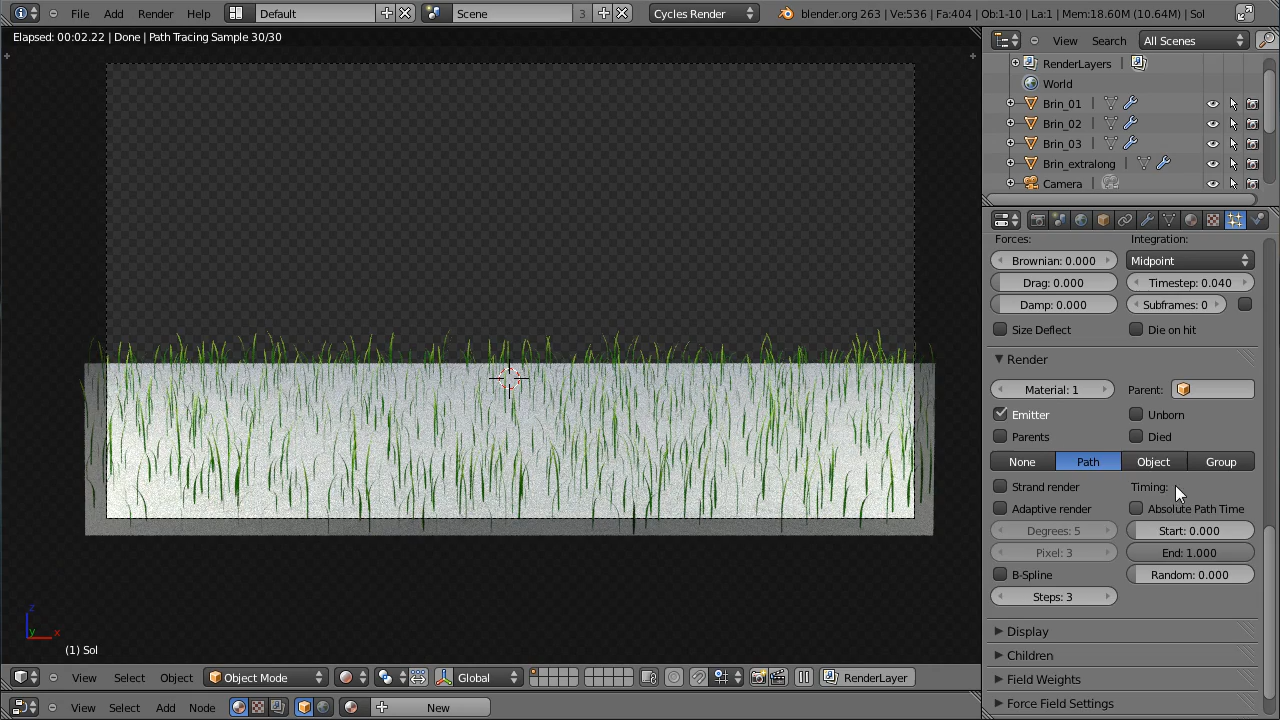 File Add Render Help Default Scene 3 Cycles Render blender.org 263 | Ve:536 | Fa:404 | Ob:1-10 | La:1 | Mem:18.60M (10.64M) | Sol
Elapsed: 00:02.22 | Done | Path Tracing Sample 30/30
View Search All Scenes
RenderLayers |
World
Brin_01 |
Brin_02 |
Brin_03 |
Brin_extralong |
Camera |
Forces: Integration:
Brownian: 0.000 Midpoint
Drag: 0.000 Timestep: 0.040
Damp: 0.000 Subframes: 0
Size Deflect Die on hit
Render
Material: 1 Parent:
Emitter Unborn
Parents Died
None Path Object Group
Strand render Timing:
Adaptive render Absolute Path Time
Degrees: 5 Start: 0.000
Pixel: 3 End: 1.000
B-Spline Random: 0.000
Steps: 3
Display
Children
Field Weights
Force Field Settings
z
y x
(1) Sol
View Select Object Object Mode Global RenderLayer
View Select Add Node New